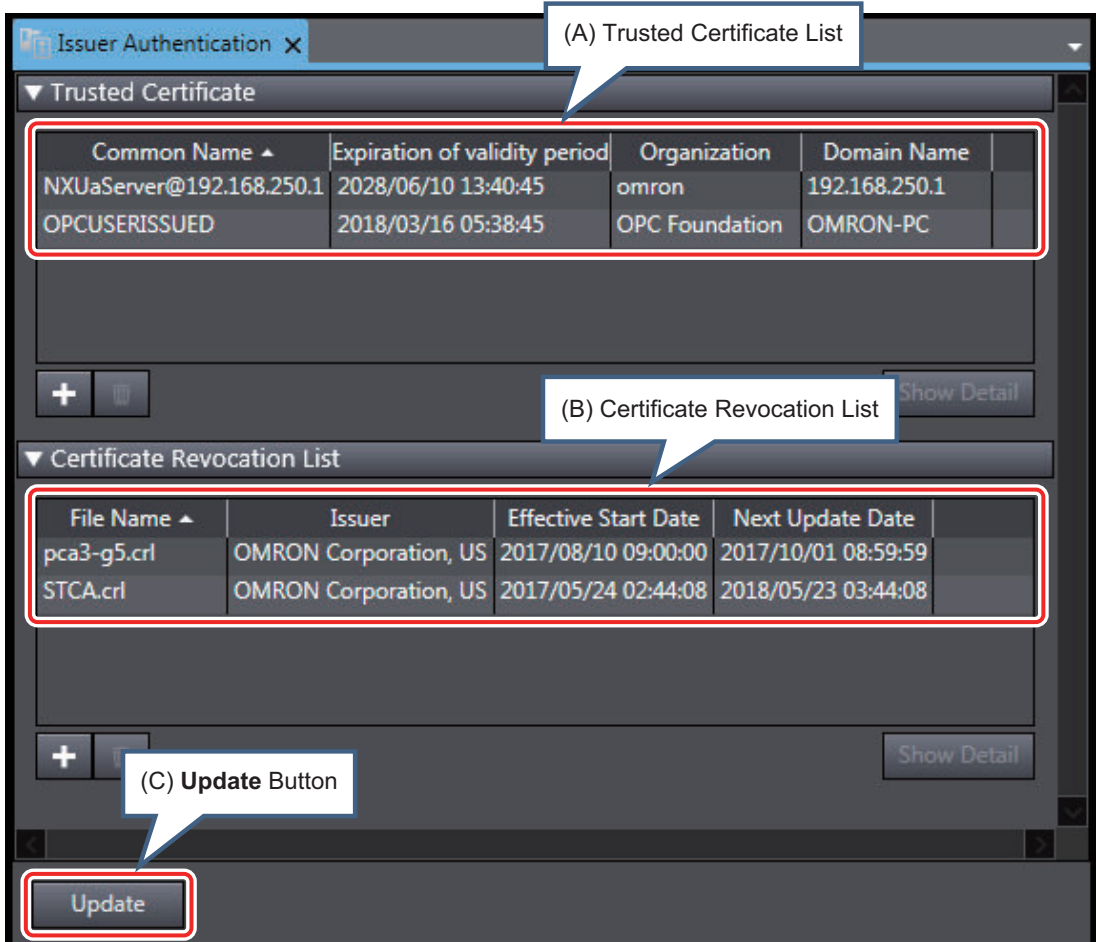 (A) Trusted Certificate List
Issuer Authentication
Trusted Certificate
Common Name Expiration of validity period Organization Domain Name
NXUaServer@192.168.250.1 2028/06/10 13:40:45 omron 192.168.250.1
OPCUSERISSUED 2018/03/16 05:38:45 OPC Foundation OMRON-PC
Show Detail
(B) Certificate Revocation List
Certificate Revocation List
File Name Issuer Effective Start Date Next Update Date
pca3-g5.crl OMRON Corporation, US 2017/08/10 09:00:00 2017/10/01 08:59:59
STCA.crl OMRON Corporation, US 2017/05/24 02:44:08 2018/05/23 03:44:08
Show Detail
(C) Update Button
Update